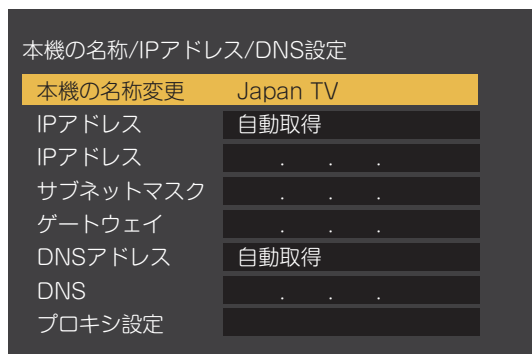 本機の名称/IPアドレス/DNS設定
本機の名称変更 Japan TV
IPアドレス 自動取得
IPアドレス . . .
サブネットマスク . . .
ゲートウェイ . . .
DNSアドレス 自動取得
DNS . . .
プロキシ設定